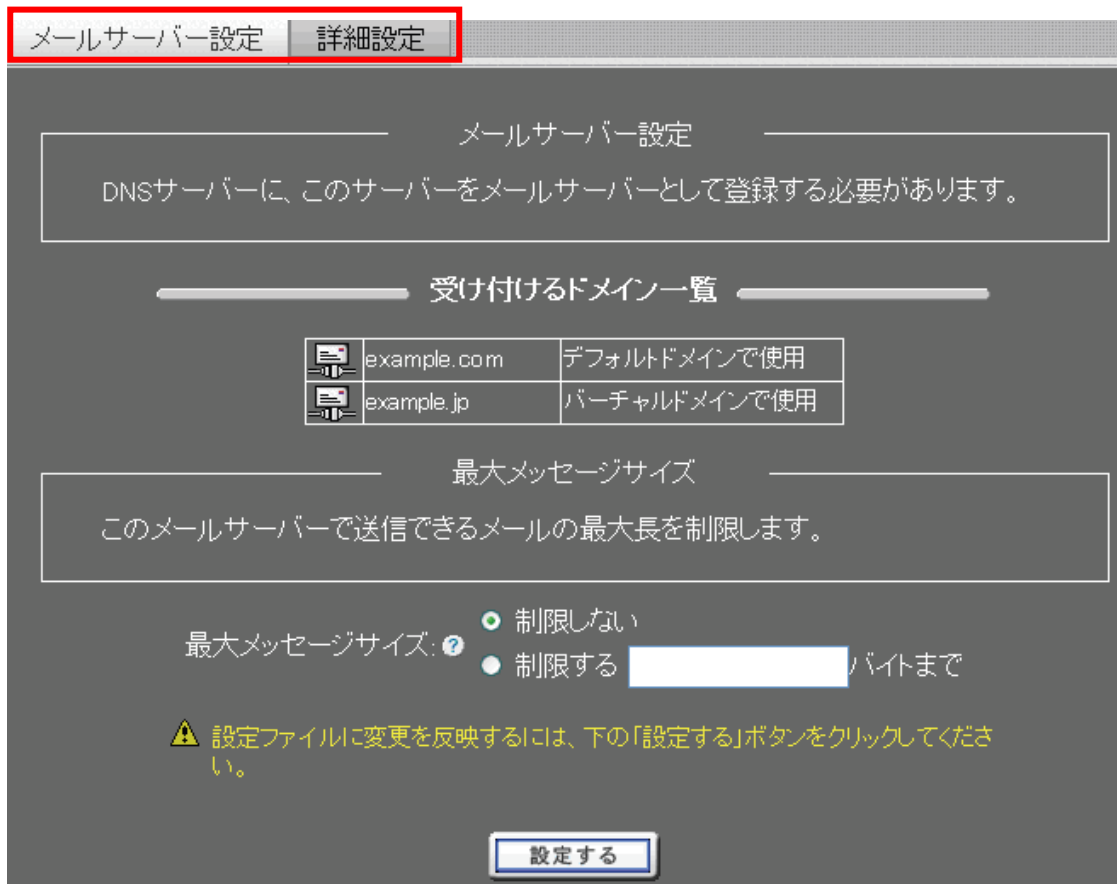 メールサーバー設定 詳細設定
メールサーバー設定
DNSサーバーに、このサーバーをメールサーバーとして登録する必要があります。
受け付けるドメイン一覧
example.com デフォルトドメインで使用
example.jp バーチャルドメインで使用
最大メッセージサイズ
このメールサーバーで送信できるメールの最大長を制限します。
最大メッセージサイズ: ?
制限しない
制限する バイトまで
設定ファイルに変更を反映するには、下の「設定する」ボタンをクリックしてくださ
い。
設定する